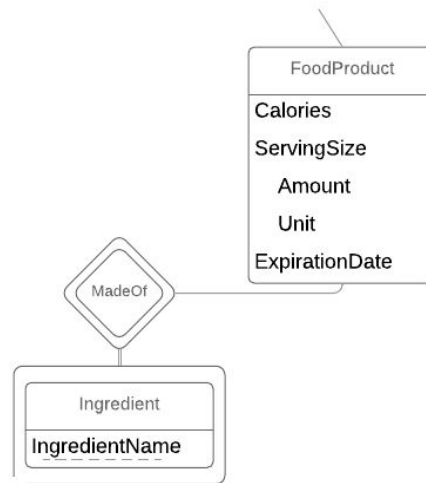 FoodProduct
Calories
ServingSize
Amount
Unit
ExpirationDate
MadeOf
Ingredient
IngredientName